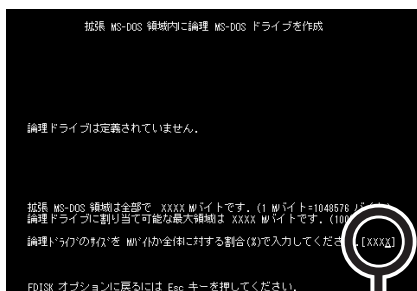 拡張 MS-DOS 領域内に論理 MS-DOS ドライブを作成
論理ドライブは定義されていません.
拡張 MS-DOS 領域は全部で XXXX Mバイトです. (1 Mバイト=1048576 バイト)
論理ドライブに割り当て可能な最大領域は XXXX Mバイトです. (100
論理ドライブのサイズを Mバイトか全体に対する割合(%)で入力してくださ .[XXXX]
FDISK オプションに戻るには Esc キーを押してください.